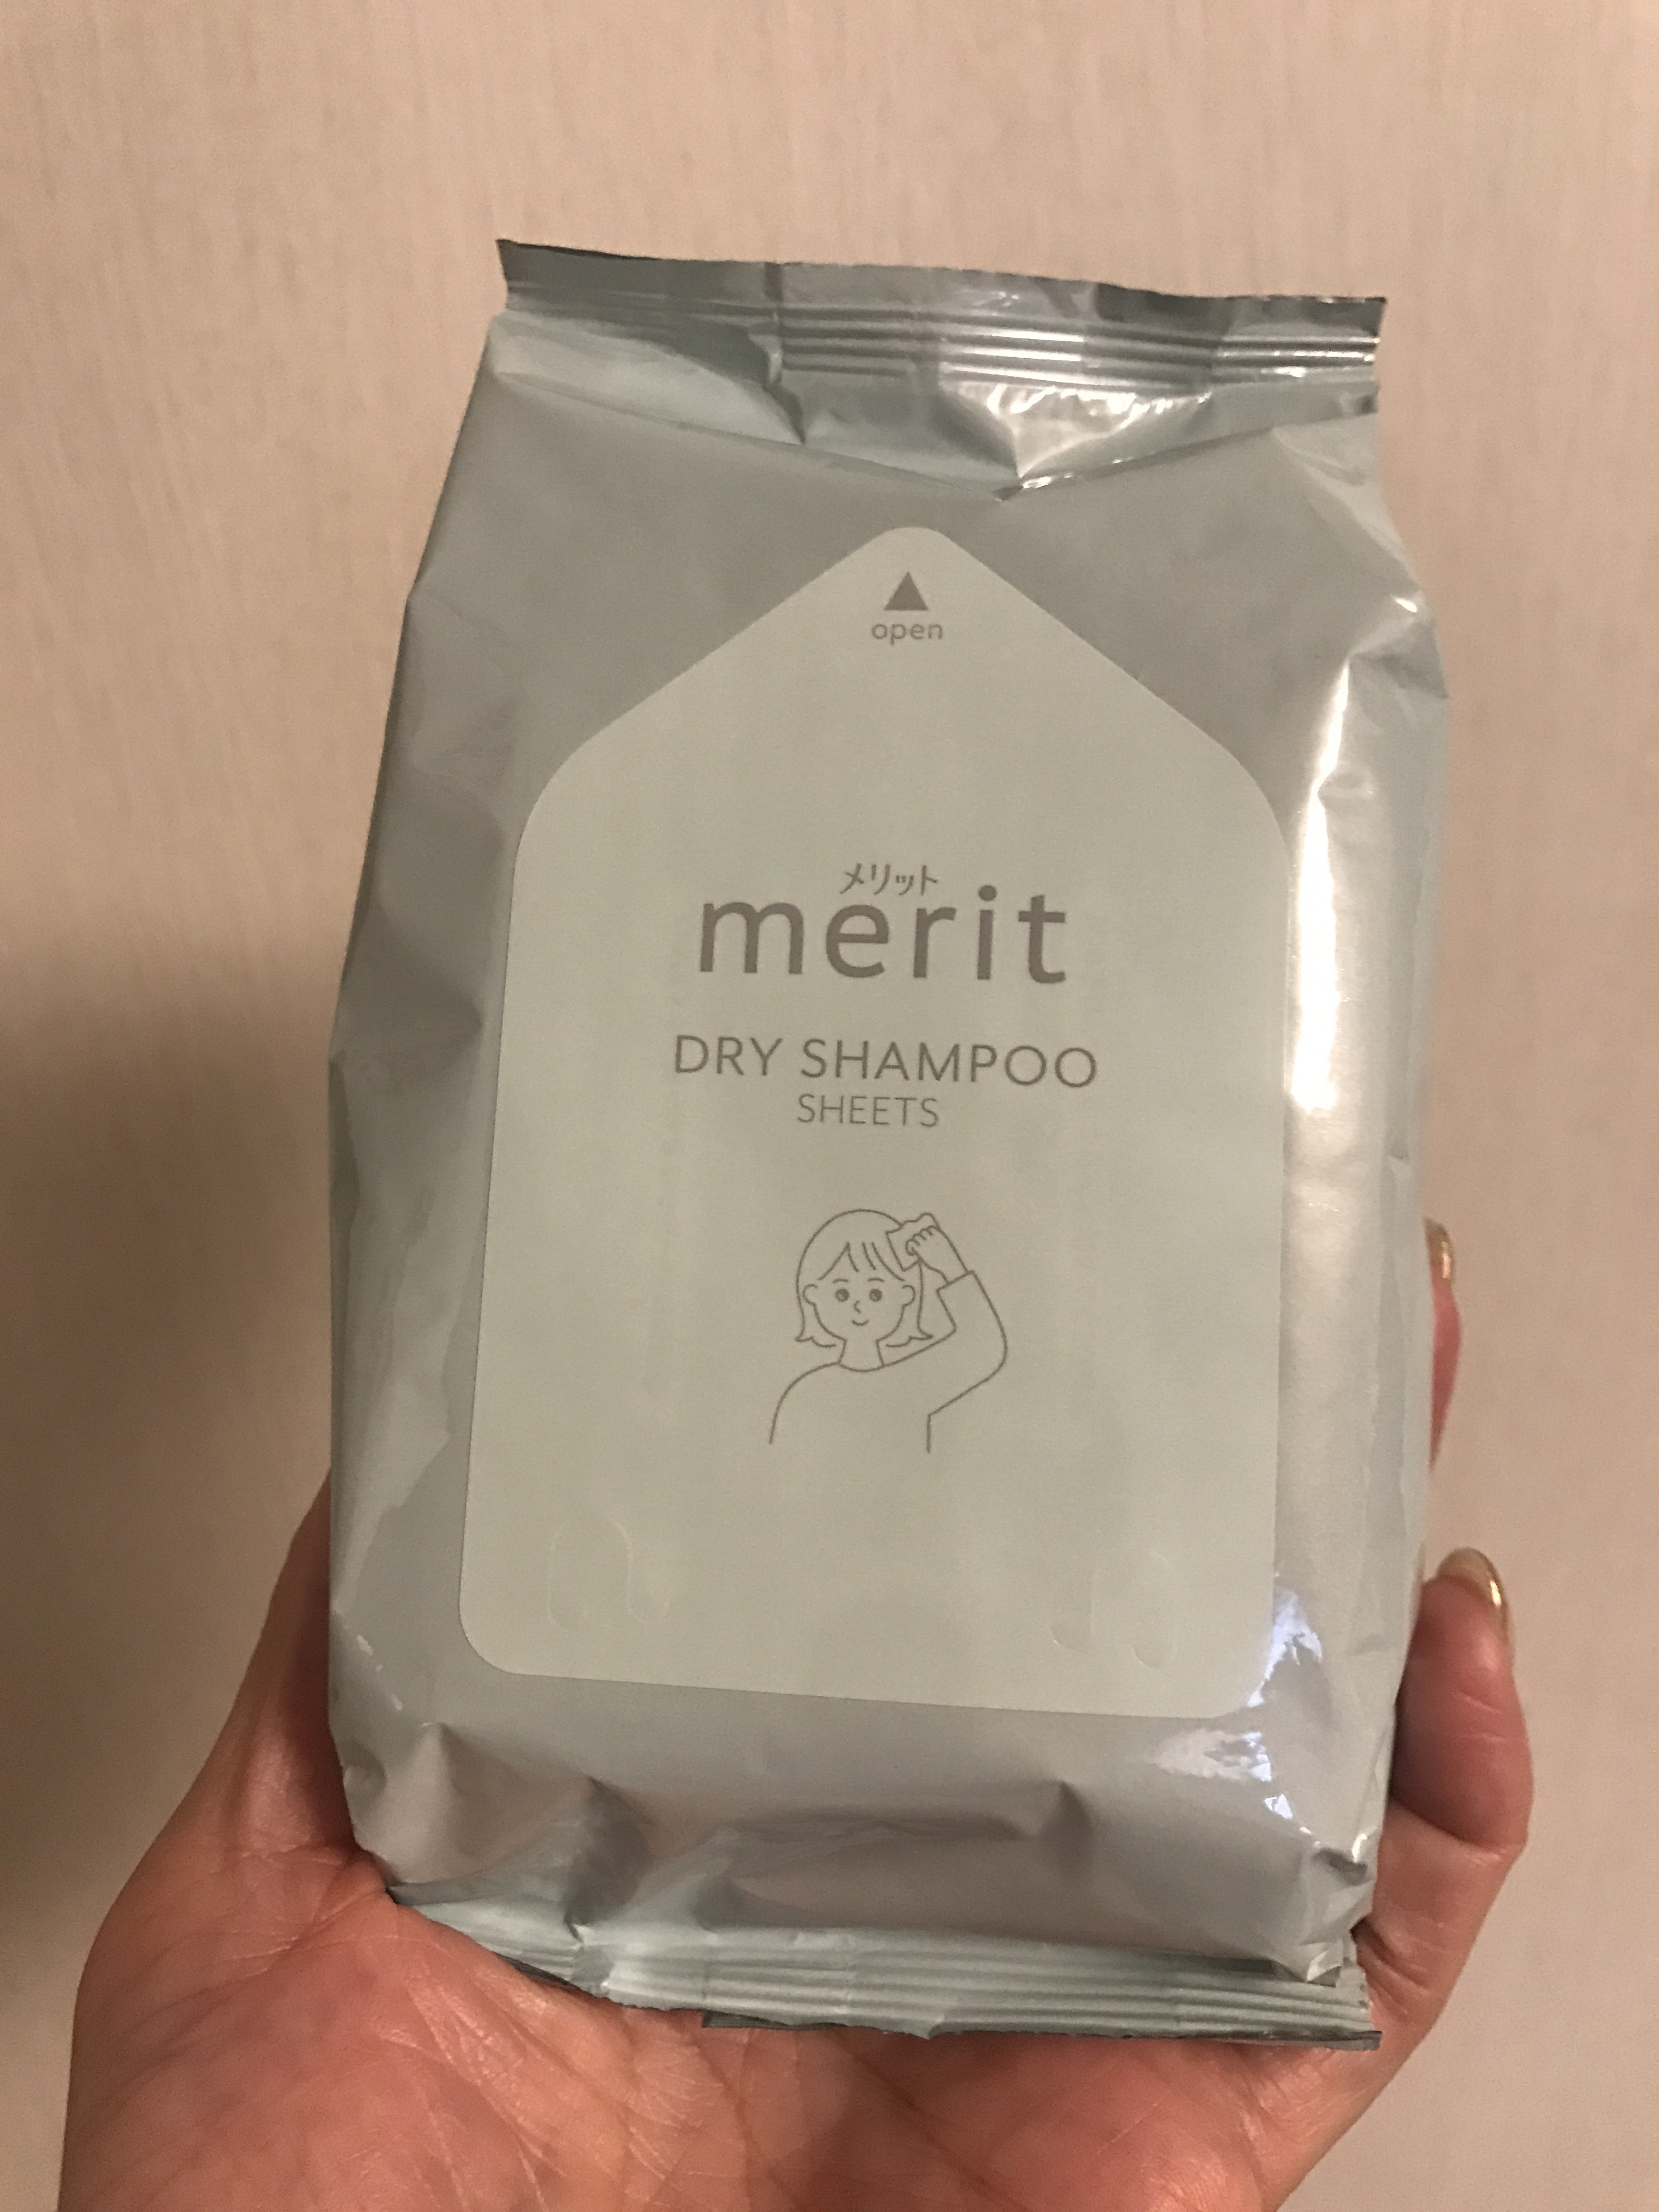 ▲
open
メリット
merit
DRY SHAMPOO
SHEETS